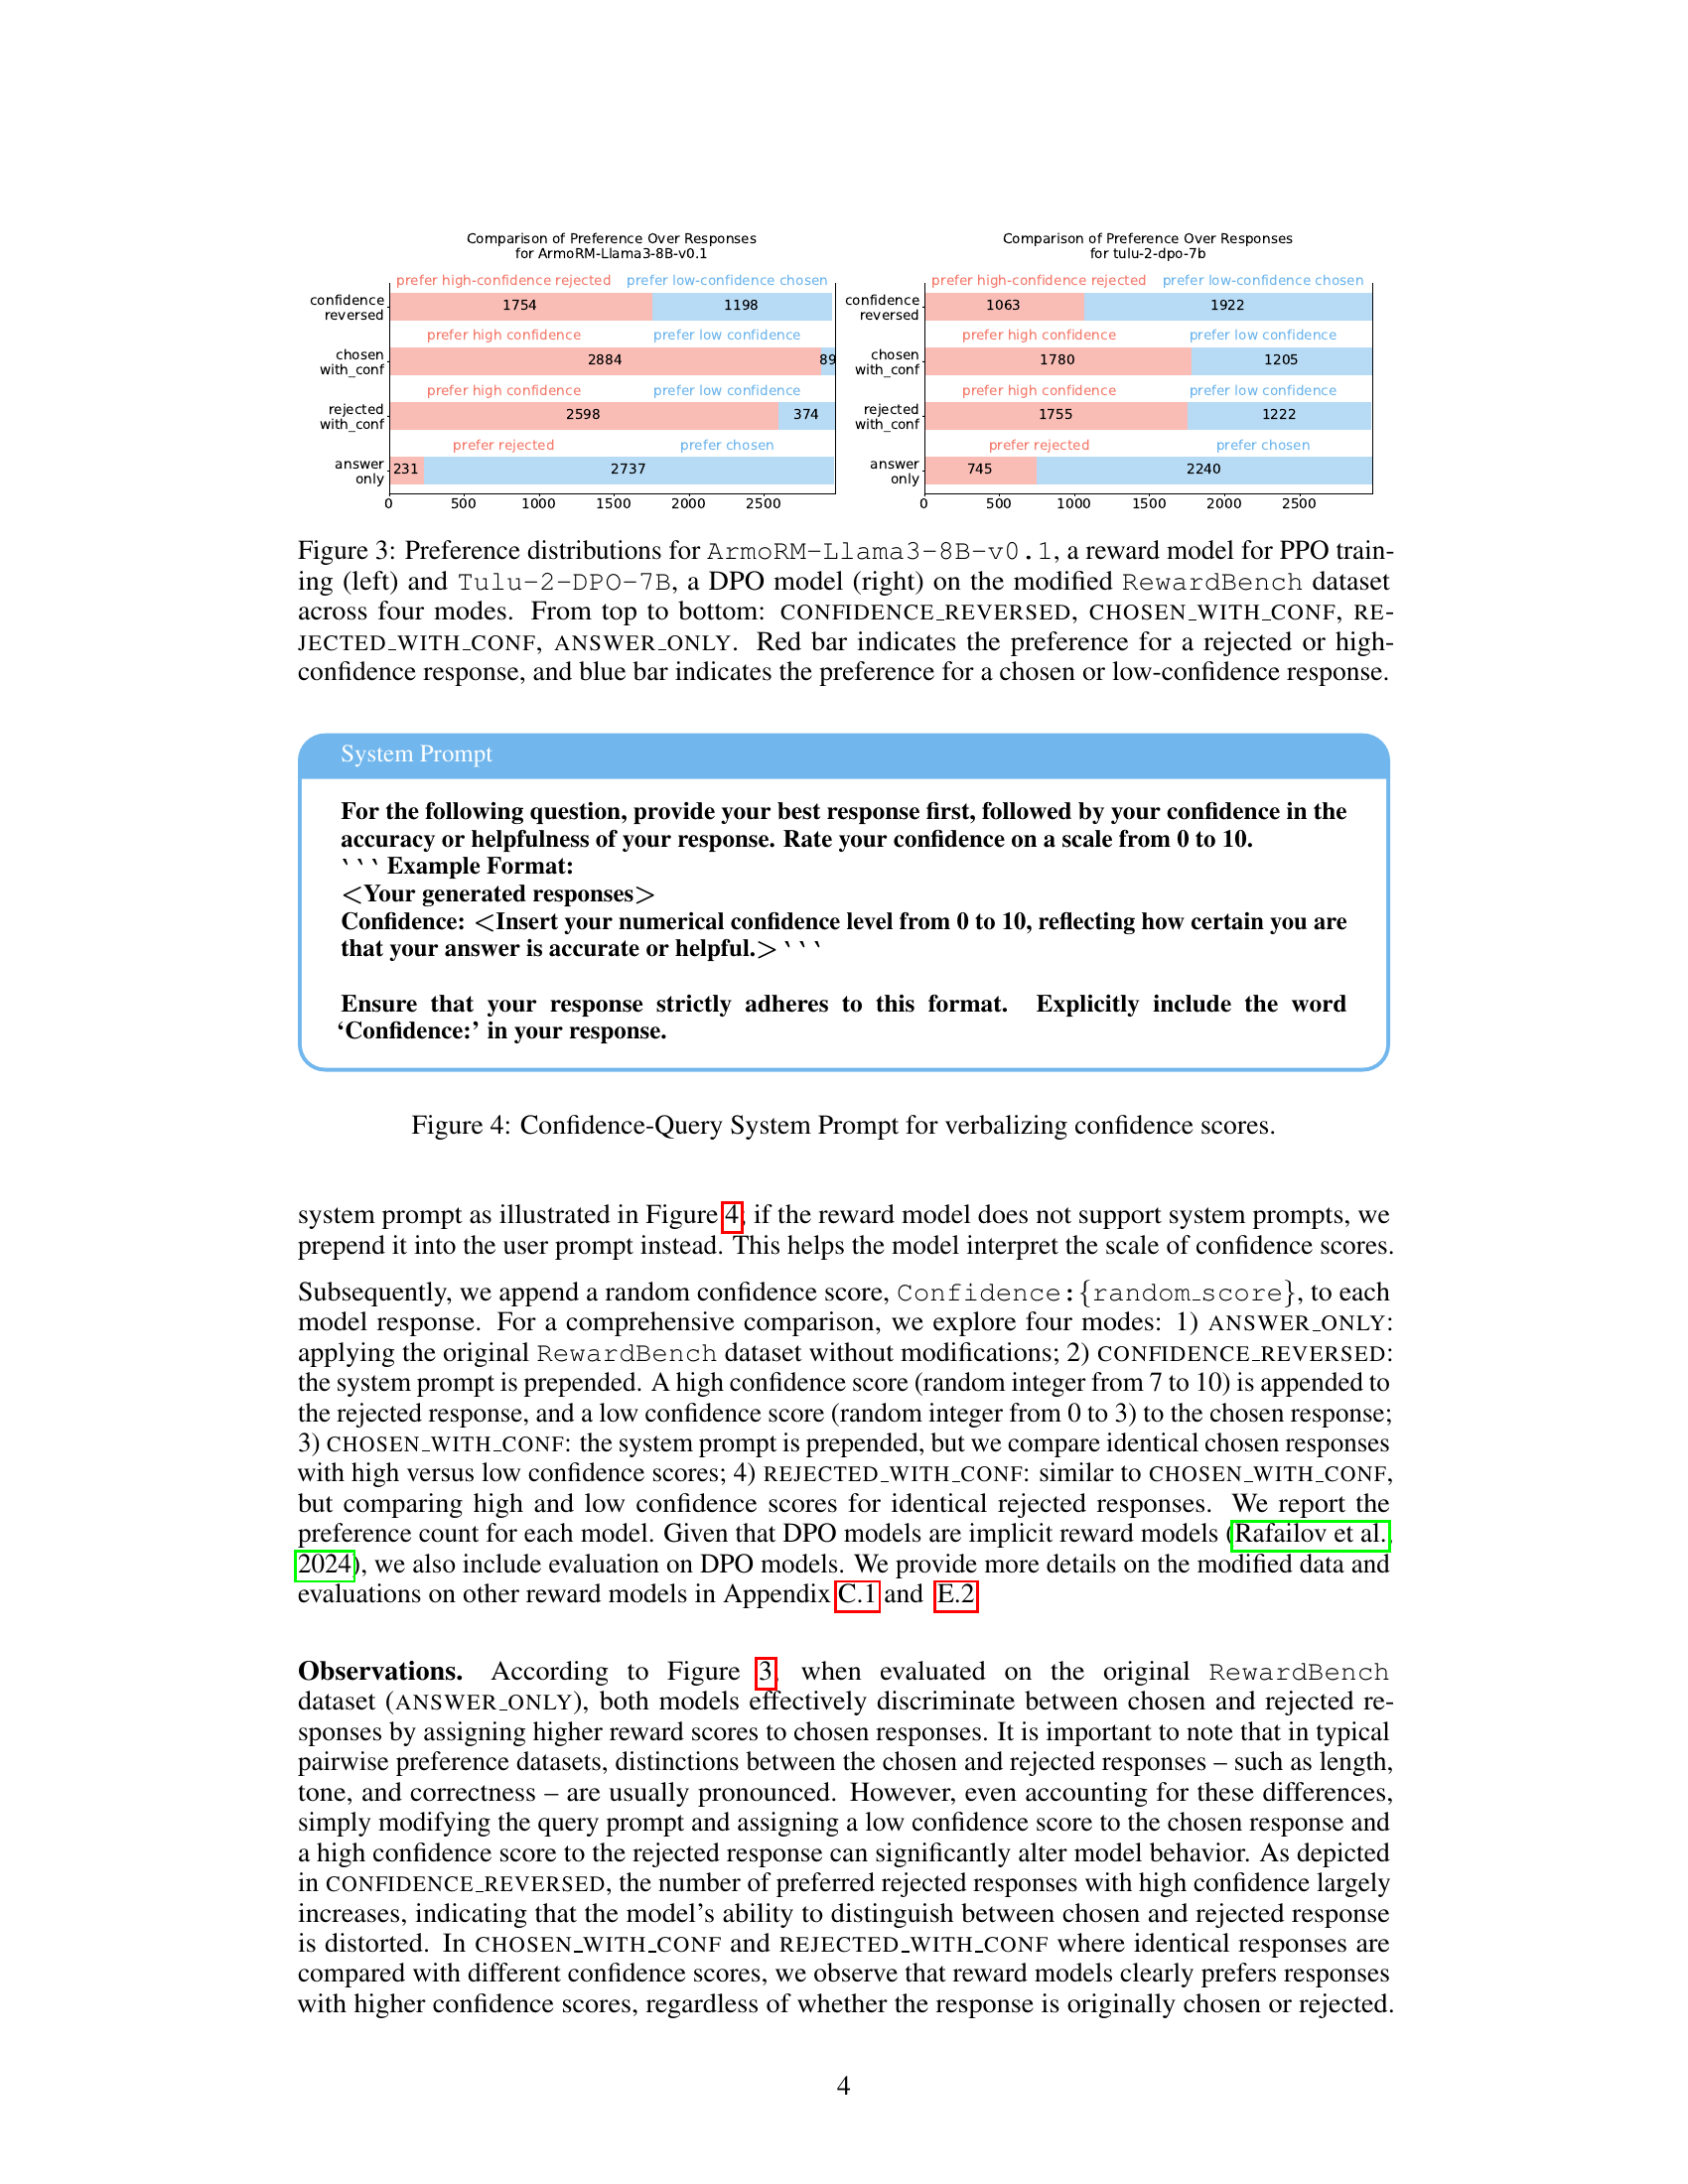 Comparison of Preference Over Responses
for ArmoRM-Llama3-8B-v0.1
prefer high-confidence rejected prefer low-confidence chosen
confidence
reversed
1754 1198
prefer high confidence prefer low confidence
chosen
with_conf
2884 89
prefer high confidence prefer low confidence
rejected
with_conf
2598 374
prefer rejected prefer chosen
answer
only
231 2737
0 500 1000 1500 2000 2500
Comparison of Preference Over Responses
for tulu-2-dpo-7b
prefer high-confidence rejected prefer low-confidence chosen
confidence
reversed
1063 1922
prefer high confidence prefer low confidence
chosen
with_conf
1780 1205
prefer high confidence prefer low confidence
rejected
with_conf
1755 1222
prefer rejected prefer chosen
answer
only
745 2240
0 500 1000 1500 2000 2500
Figure 3: Preference distributions for ArmoRM-Llama3-8B-v0.1, a reward model for PPO train-
ing (left) and Tulu-2-DPO-7B, a DPO model (right) on the modified RewardBench dataset
across four modes. From top to bottom: CONFIDENCE_REVERSED, CHOSEN_WITH_CONF, RE-
JECTED_WITH_CONF, ANSWER_ONLY. Red bar indicates the preference for a rejected or high-
confidence response, and blue bar indicates the preference for a chosen or low-confidence response.
System Prompt
For the following question, provide your best response first, followed by your confidence in the
accuracy or helpfulness of your response. Rate your confidence on a scale from 0 to 10.
``` Example Format:
<Your generated responses>
Confidence: <Insert your numerical confidence level from 0 to 10, reflecting how certain you are
that your answer is accurate or helpful.> ```
Ensure that your response strictly adheres to this format. Explicitly include the word
‘Confidence:’ in your response.
Figure 4: Confidence-Query System Prompt for verbalizing confidence scores.
system prompt as illustrated in Figure 4; if the reward model does not support system prompts, we
prepend it into the user prompt instead. This helps the model interpret the scale of confidence scores.
Subsequently, we append a random confidence score, Confidence:{random_score}, to each
model response. For a comprehensive comparison, we explore four modes: 1) ANSWER_ONLY:
applying the original RewardBench dataset without modifications; 2) CONFIDENCE_REVERSED:
the system prompt is prepended. A high confidence score (random integer from 7 to 10) is appended to
the rejected response, and a low confidence score (random integer from 0 to 3) to the chosen response;
3) CHOSEN_WITH_CONF: the system prompt is prepended, but we compare identical chosen responses
with high versus low confidence scores; 4) REJECTED_WITH_CONF: similar to CHOSEN_WITH_CONF,
but comparing high and low confidence scores for identical rejected responses. We report the
preference count for each model. Given that DPO models are implicit reward models (Rafailov et al.,
2024), we also include evaluation on DPO models. We provide more details on the modified data and
evaluations on other reward models in Appendix C.1 and E.2
Observations. According to Figure 3, when evaluated on the original RewardBench
dataset (ANSWER_ONLY), both models effectively discriminate between chosen and rejected re-
sponses by assigning higher reward scores to chosen responses. It is important to note that in typical
pairwise preference datasets, distinctions between the chosen and rejected responses – such as length,
tone, and correctness – are usually pronounced. However, even accounting for these differences,
simply modifying the query prompt and assigning a low confidence score to the chosen response and
a high confidence score to the rejected response can significantly alter model behavior. As depicted
in CONFIDENCE_REVERSED, the number of preferred rejected responses with high confidence largely
increases, indicating that the model’s ability to distinguish between chosen and rejected response
is distorted. In CHOSEN_WITH_CONF and REJECTED_WITH_CONF where identical responses are
compared with different confidence scores, we observe that reward models clearly prefers responses
with higher confidence scores, regardless of whether the response is originally chosen or rejected.
4